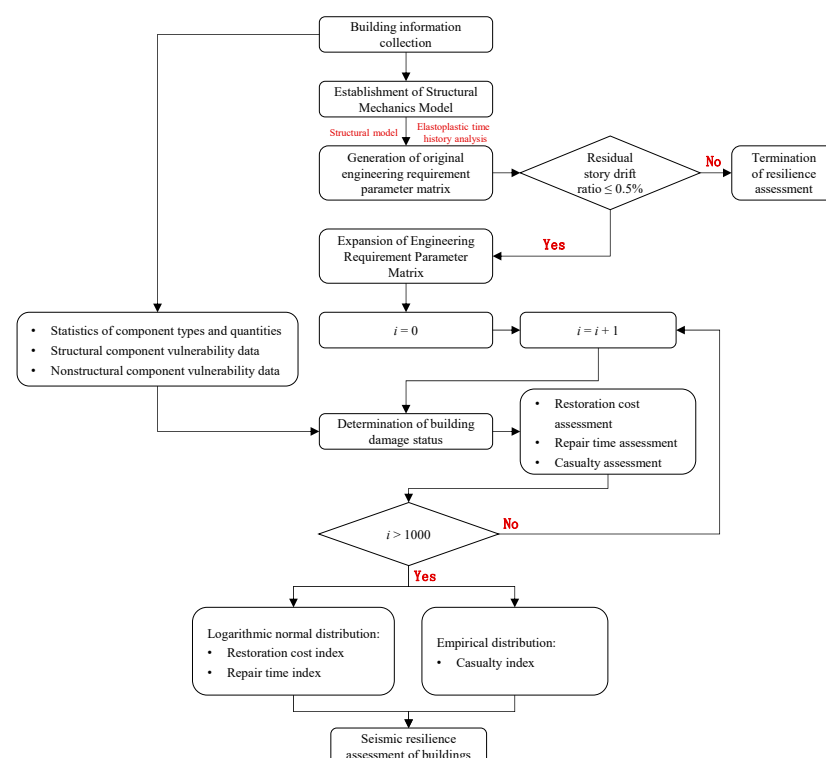 Building information
collection
Establishment of Structural
Mechanics Model
Structural model
Elastoplastic time
history analysis
Generation of original
engineering requirement
parameter matrix
Residual
story drift
ratio ≤ 0.5%
No
Termination
of resilience
assessment
Yes
Expansion of Engineering
Requirement Parameter
Matrix
i = 0
i = i + 1
• Statistics of component types and quantities
• Structural component vulnerability data
• Nonstructural component vulnerability data
Determination of building
damage status
• Restoration cost
assessment
• Repair time assessment
• Casualty assessment
i > 1000
No
Yes
Logarithmic normal distribution:
• Restoration cost index
• Repair time index
Empirical distribution:
• Casualty index
Seismic resilience
assessment of buildings